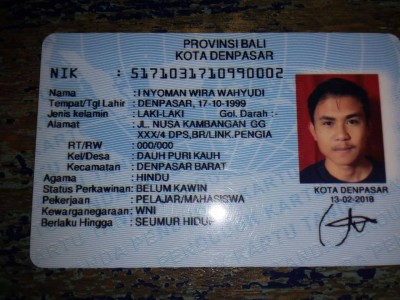 PROVINSI BALI
KOTA DENPASAR
NIK : 5171031710990002
Nama : I NYOMAN WIRA WAHYUDI
Tempat/Tgl Lahir : DENPASAR, 17-10-1999
Jenis kelamin : LAKI-LAKI Gol. Darah :-
Alamat : JL. NUSA KAMBANGAN GG
XXX/4 DPS,BR/LINK.PENGIA
RT/RW : 000/000
Kel/Desa : DAUH PURI KAUH
Kecamatan : DENPASAR BARAT
Agama : HINDU
Status Perkawinan: BELUM KAWIN
Pekerjaan : PELAJAR/MAHASISWA
Kewarganegaraan: WNI
Berlaku Hingga : SEUMUR HIDUP
KOTA DENPASAR
13-02-2018